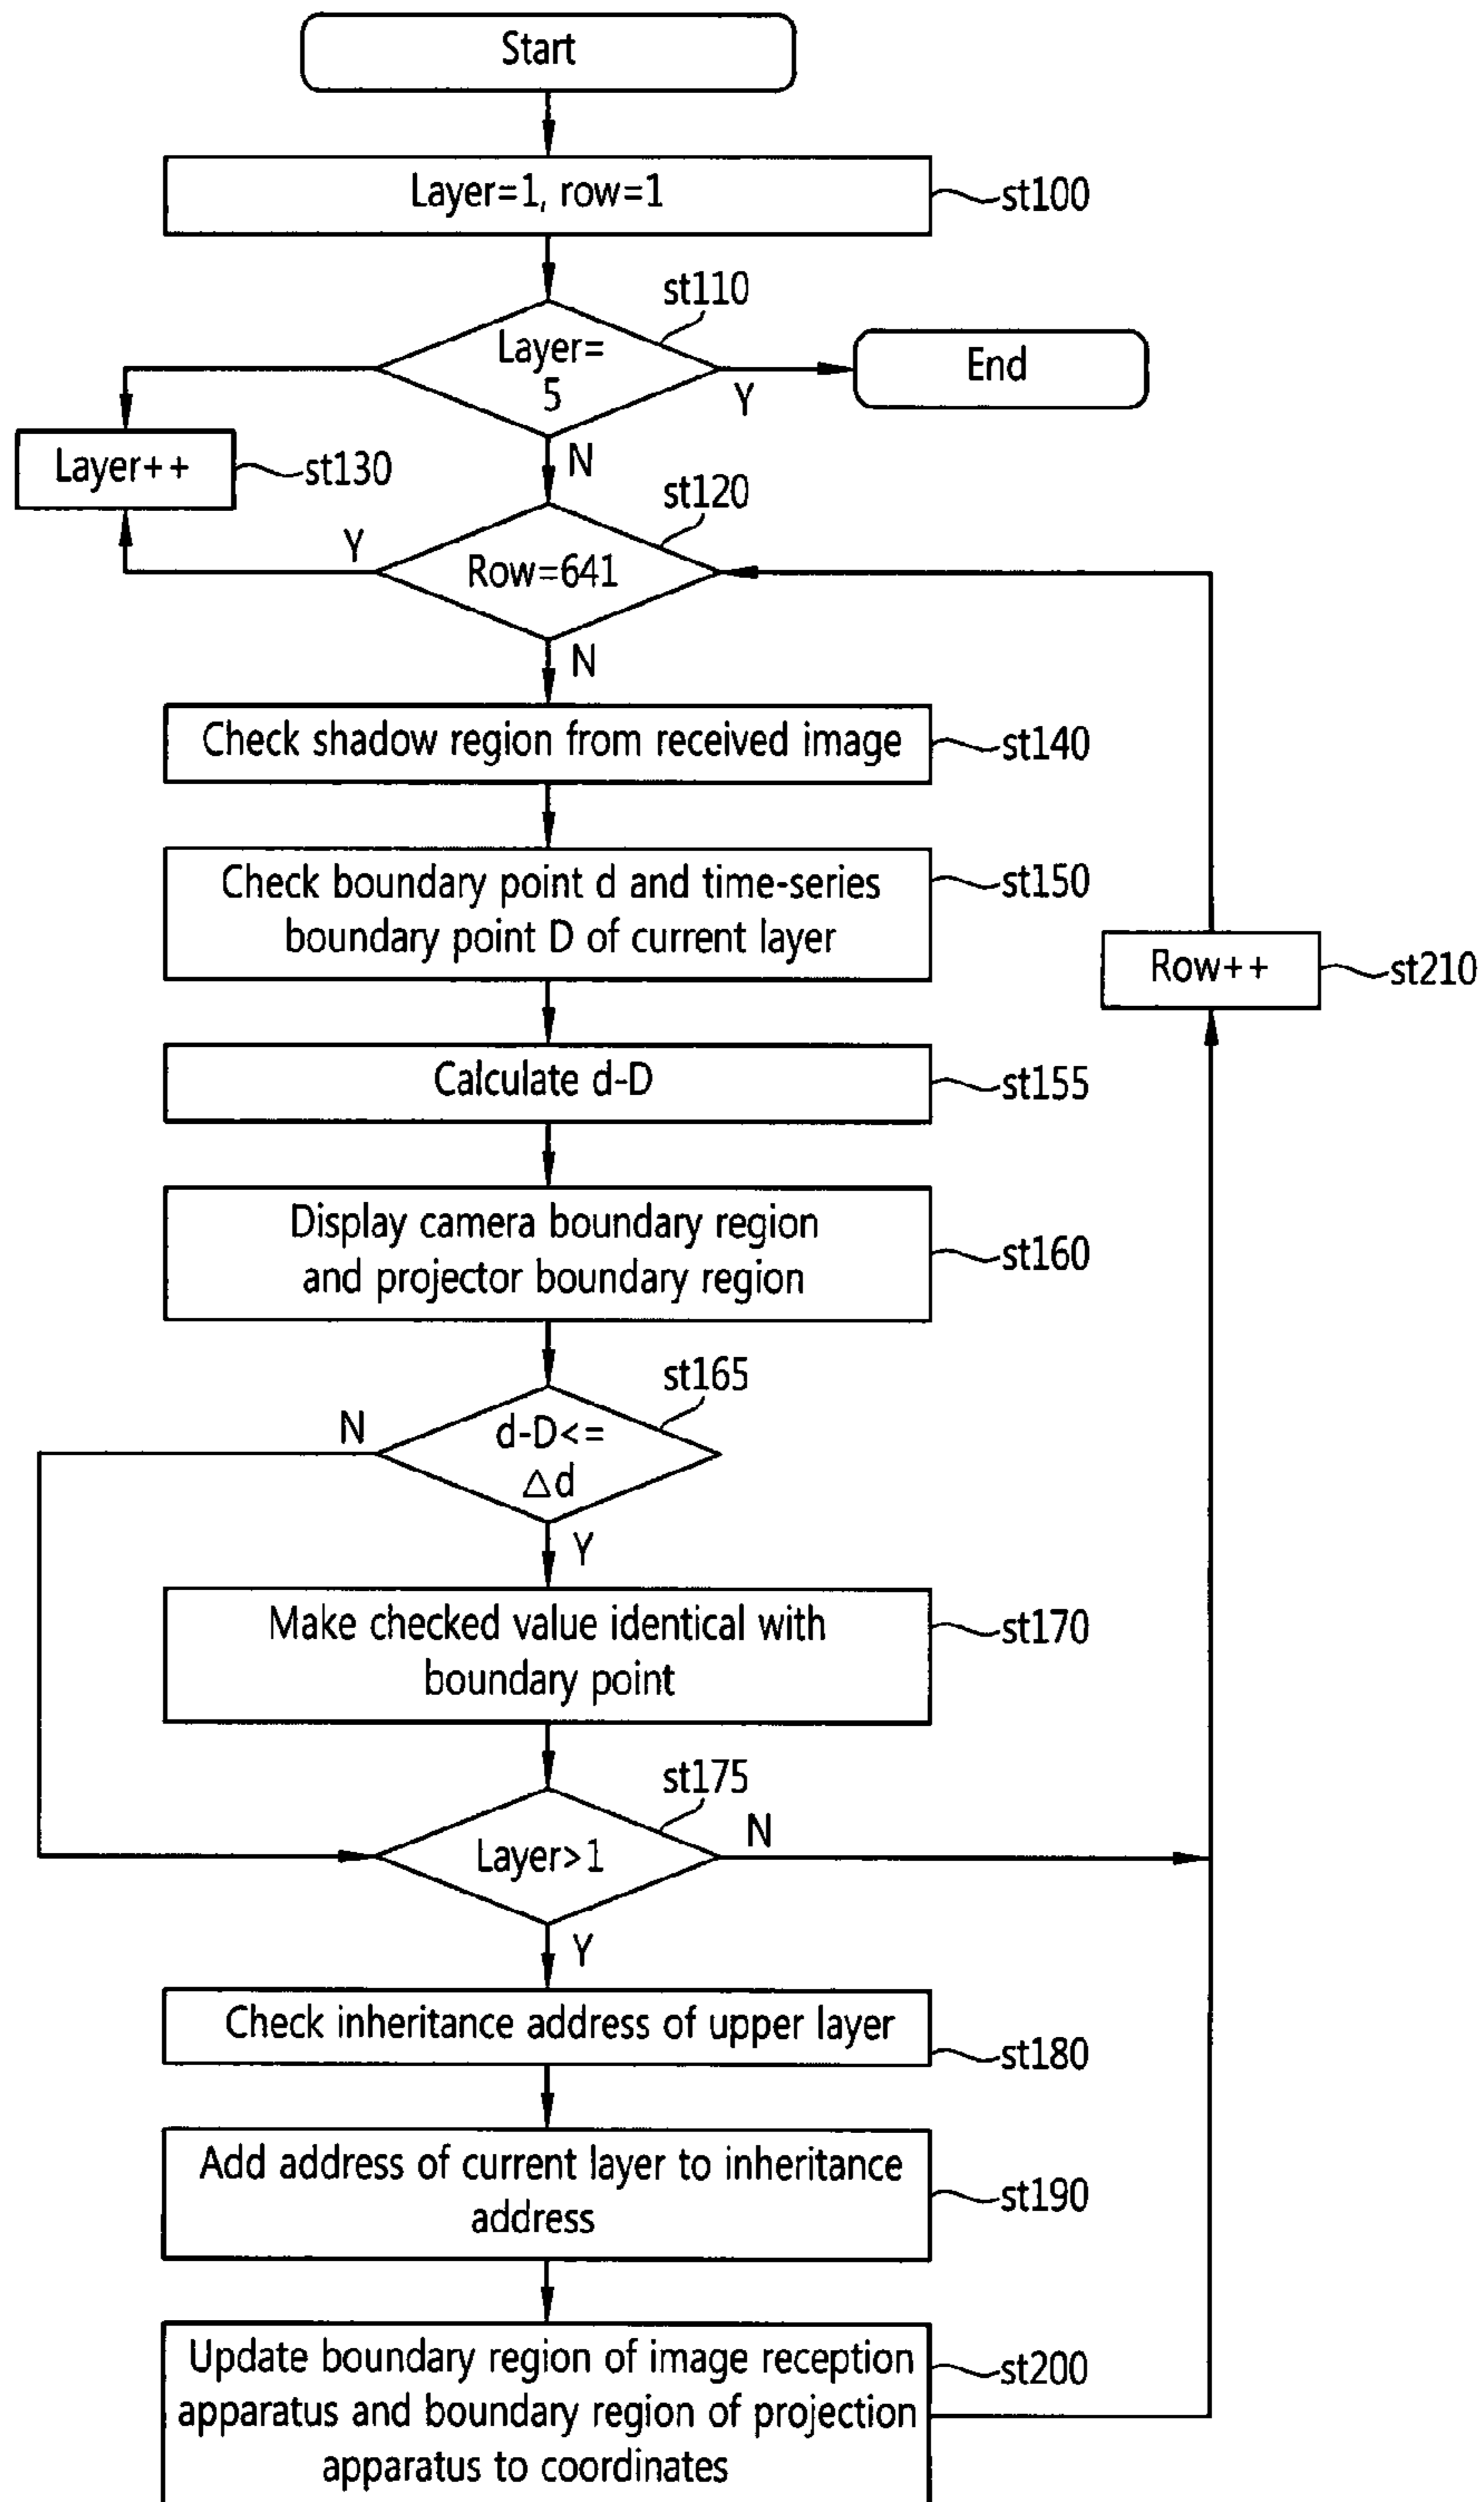 Start
Layer=1, row=1
st100
st110
Layer=
5
Y
End
N
Layer++
st130
st120
Y
Row=641
N
Check shadow region from received image
st140
Check boundary point d and time-series
boundary point D of current layer
st150
Row++
st210
Calculate d-D
st155
Display camera boundary region
and projector boundary region
st160
st165
N
d-D<=
△d
Y
Make checked value identical with
boundary point
st170
st175
Layer>1
N
Y
Check inheritance address of upper layer
st180
Add address of current layer to inheritance
address
st190
Update boundary region of image reception
apparatus and boundary region of projection
apparatus to coordinates
st200